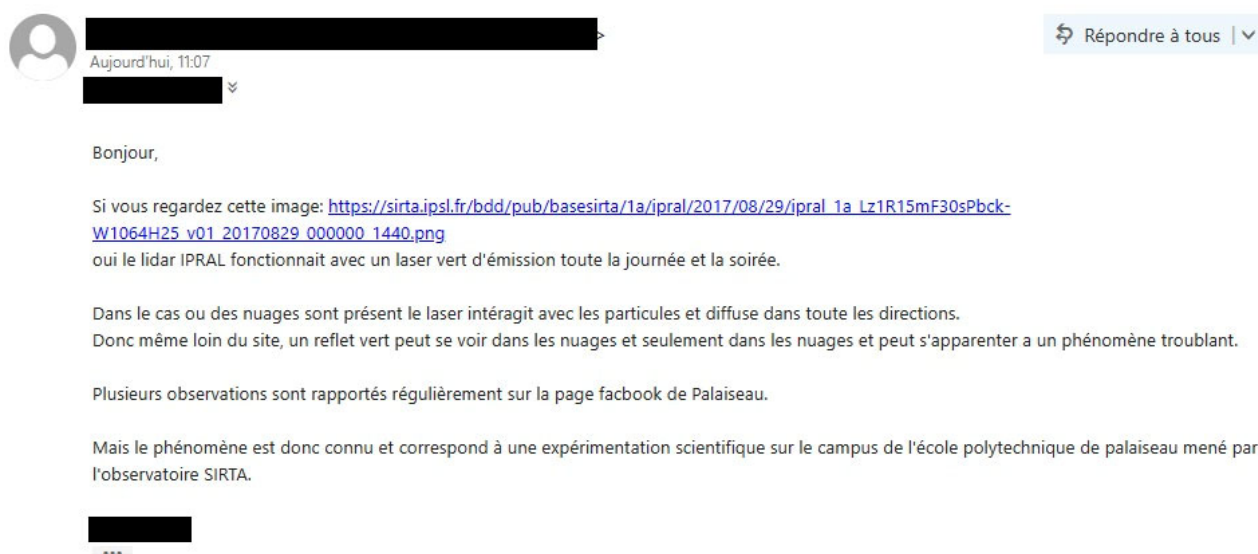 Répondre à tous
Aujourd'hui, 11:07
Bonjour,
Si vous regardez cette image: https://sirta.ipsl.fr/bdd/pub/basesirta/1a/ipral/2017/08/29/ipral_1a_Lz1R15mF30sPbck-
W1064H25_v01_20170829_000000_1440.png
oui le lidar IPRAL fonctionnait avec un laser vert d'émission toute la journée et la soirée.
Dans le cas ou des nuages sont présent le laser intéragit avec les particules et diffuse dans toute les directions.
Donc même loin du site, un reflet vert peut se voir dans les nuages et seulement dans les nuages et peut s'apparenter a un phénomène troublant.
Plusieurs observations sont rapportés régulièrement sur la page facbook de Palaiseau.
Mais le phénomène est donc connu et correspond à une expérimentation scientifique sur le campus de l'école polytechnique de palaiseau mené par
l'observatoire SIRTA.